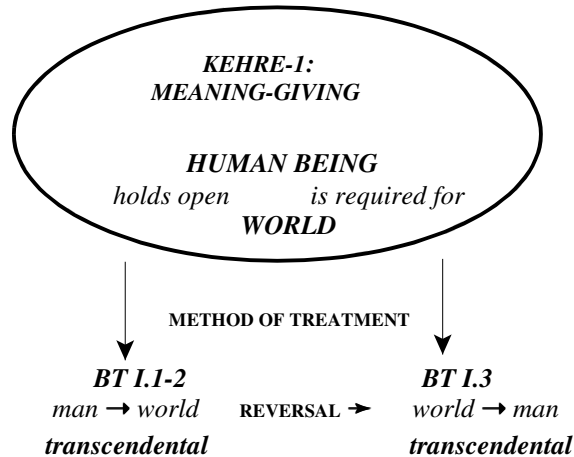 KEHRE-1:
MEANING-GIVING
HUMAN BEING
holds open is required for
WORLD
METHOD OF TREATMENT
BT I.1-2 BT I.3
man → world REVERSAL → world → man
transcendental transcendental